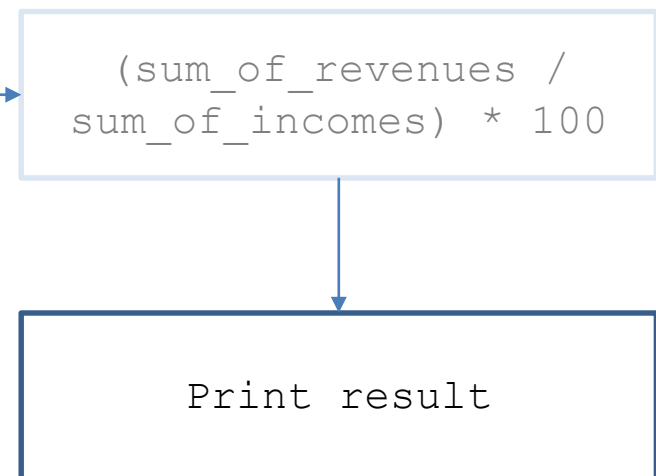 (sum_of_revenues /
sum_of_incomes) * 100
Print result